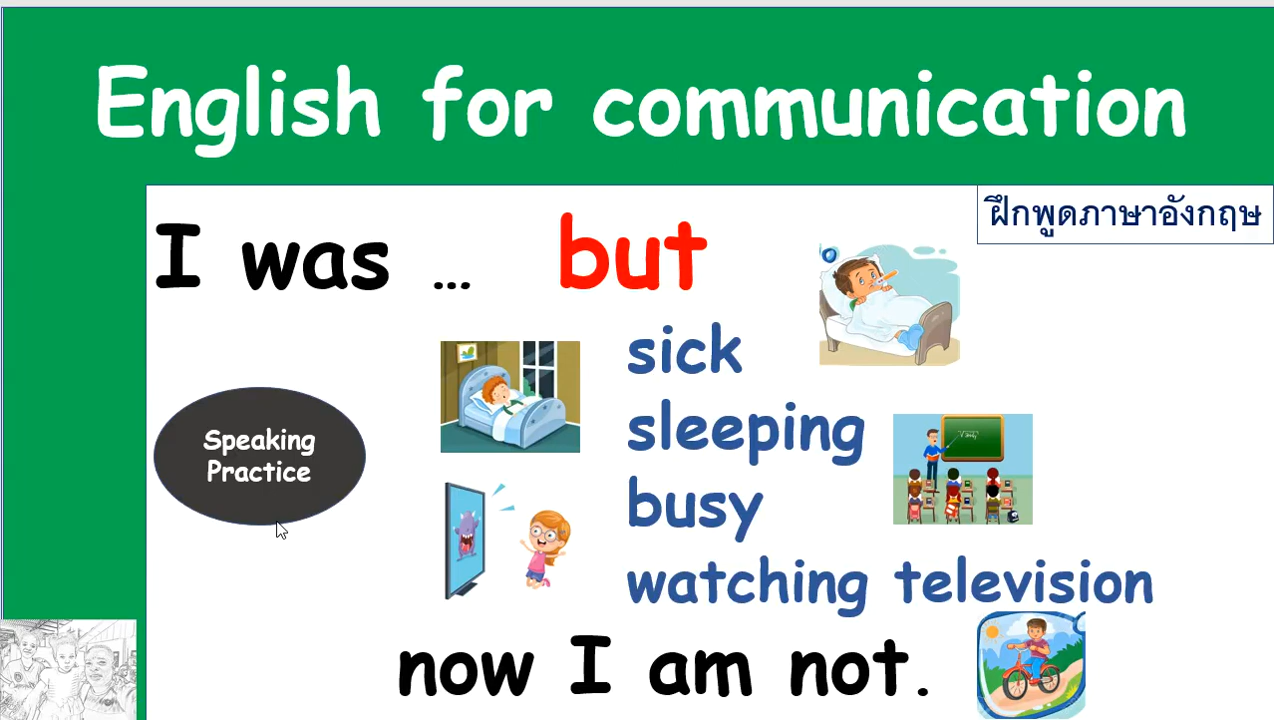 English for communication
ฝึกพูดภาษาอังกฤษ
I was ... but
sick
sleeping
Speaking
Practice
busy
watching television
now I am not.